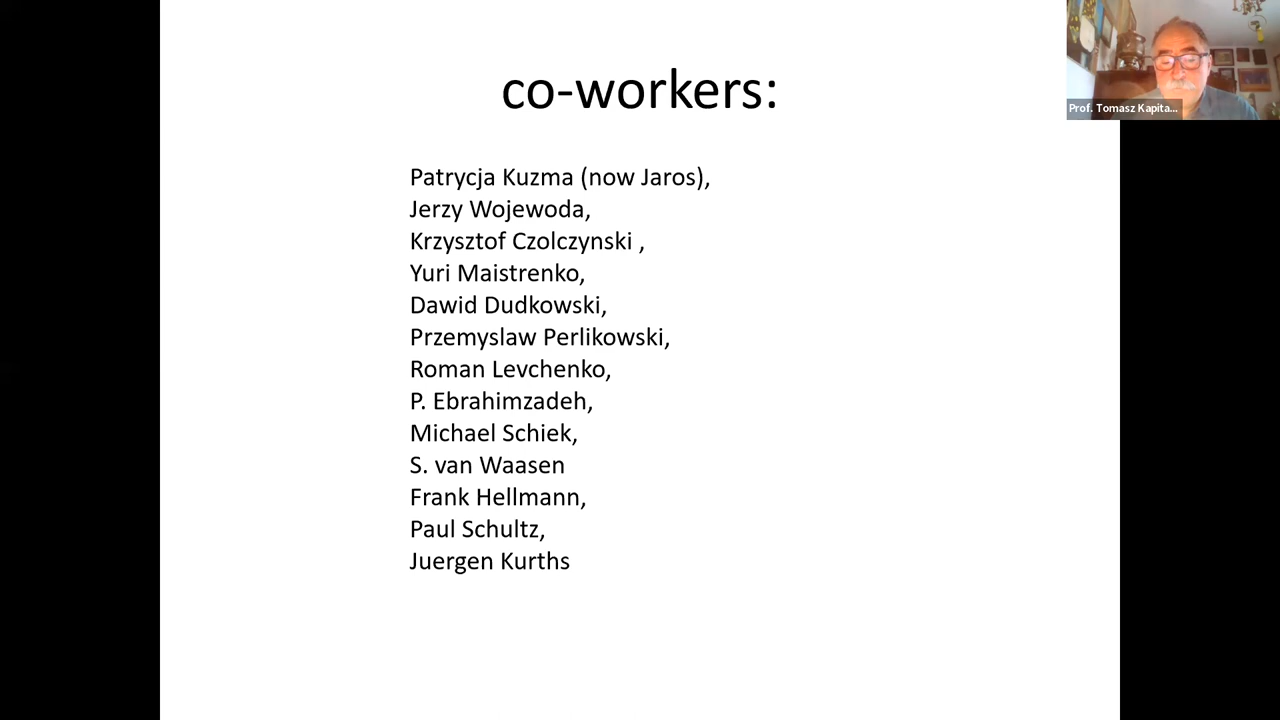 co-workers:
Prof. Tomasz Kapita...
Patrycja Kuzma (now Jaros),
Jerzy Wojewoda,
Krzysztof Czolczynski ,
Yuri Maistrenko,
Dawid Dudkowski,
Przemyslaw Perlikowski,
Roman Levchenko,
P. Ebrahimzadeh,
Michael Schiek,
S. van Waasen
Frank Hellmann,
Paul Schultz,
Juergen Kurths